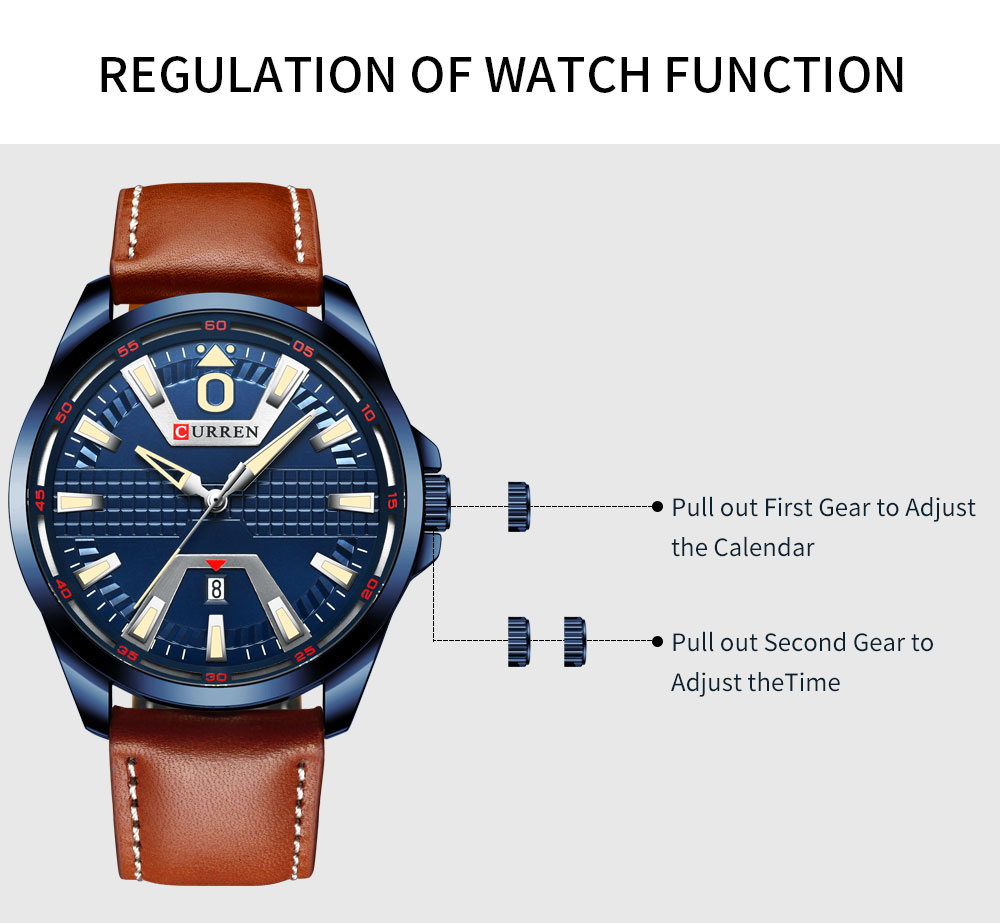 REGULATION OF WATCH FUNCTION
60
55
05
O
50
10
CURREN
45
15
Pull out First Gear to Adjust
the Calendar
8
40
20
Pull out Second Gear to
Adjust theTime
35
25
30